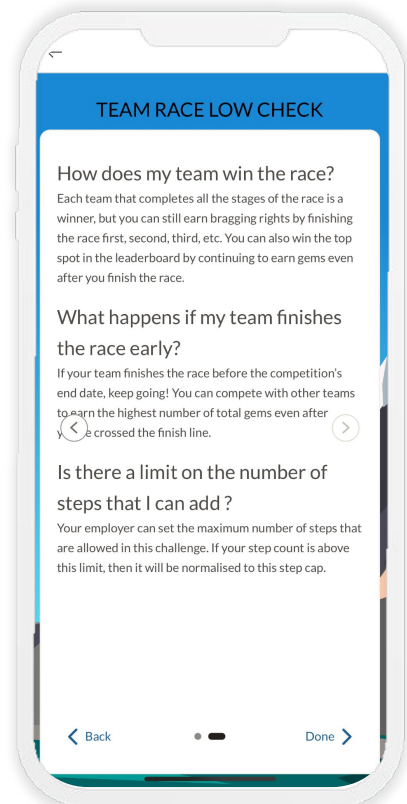 TEAM RACE LOW CHECK
How does my team win the race?
Each team that completes all the stages of the race is a
winner, but you can still earn bragging rights by finishing
the race first, second, third, etc. You can also win the top
spot in the leaderboard by continuing to earn gems even
after you finish the race.
What happens if my team finishes
the race early?
If your team finishes the race before the competition's
end date, keep going! You can compete with other teams
to earn the highest number of total gems even after
crossed the finish line.
Is there a limit on the number of
steps that I can add ?
Your employer can set the maximum number of steps that
are allowed in this challenge. If your step count is above
this limit, then it will be normalised to this step cap.
Back
Done